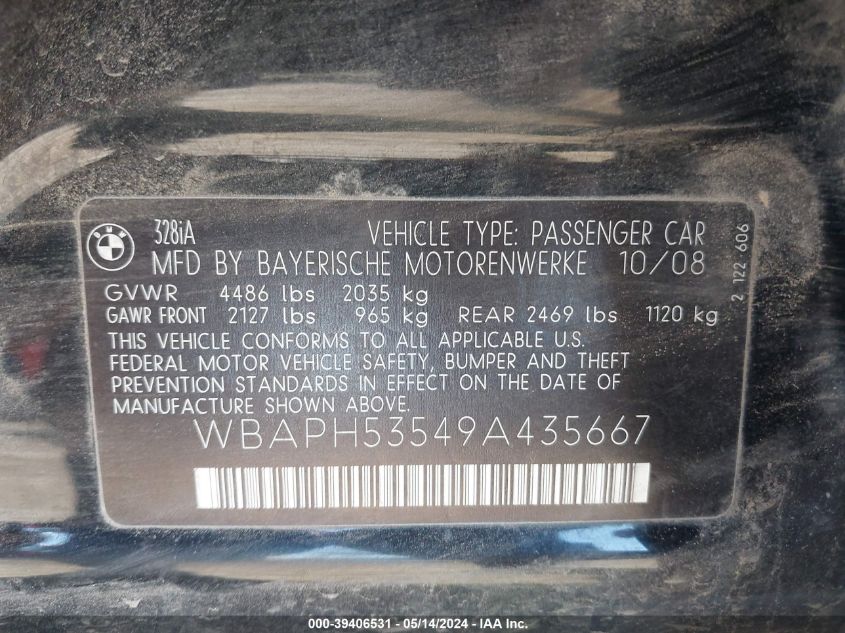 BMW
328iA VEHICLE TYPE: PASSENGER CAR
MFD BY BAYERISCHE MOTORENWERKE 10/08
GVWR 4486 lbs 2035 kg
GAWR FRONT 2127 lbs 965 kg REAR 2469 lbs 1120 kg
THIS VEHICLE CONFORMS TO ALL APPLICABLE U.S.
FEDERAL MOTOR VEHICLE SAFETY, BUMPER AND THEFT
PREVENTION STANDARDS IN EFFECT ON THE DATE OF
MANUFACTURE SHOWN ABOVE.
WBAPH53549A435667
2 122 606
000-39406531 - 05/14/2024 - IAA Inc.